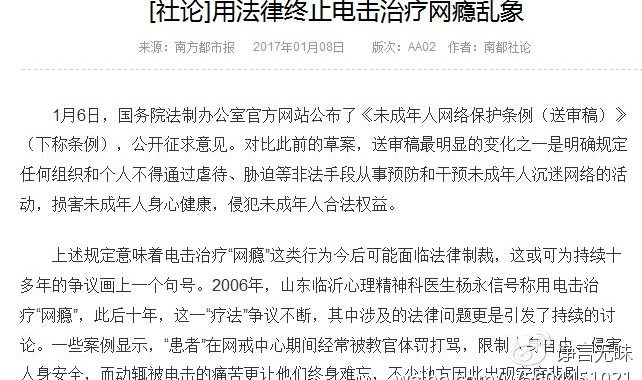 [社论]用法律终止电击治疗网瘾乱象
来源：南方都市报 2017年01月08日 版次：AA02 作者：南都社论
1月6日，国务院法制办公室官方网站公布了《未成年人网络保护条例（送审稿）》
（下称条例），公开征求意见。对比此前的草案，送审稿最明显的变化之一是明确规定
任何组织和个人不得通过虐待、胁迫等非法手段从事预防和干预未成年人沉迷网络的活
动，损害未成年人身心健康，侵犯未成年人合法权益。
上述规定意味着电击治疗“网瘾”这类行为今后可能面临法律制裁，这或可为持续十
多年的争议画上一个句号。2006年，山东临沂心理精神科医生杨永信号称用电击治
疗“网瘾”，此后十年，这一“疗法”争议不断，其中涉及的法律问题更是引发了持续的讨
论。一些案例显示，“患者”在网戒中心期间经常被教官体罚打骂，限制人身自由、侵害
人身安全，而动辄被电击的痛苦更让他们终身难忘，不少地方因此出现家庭悲剧
@静言无昧